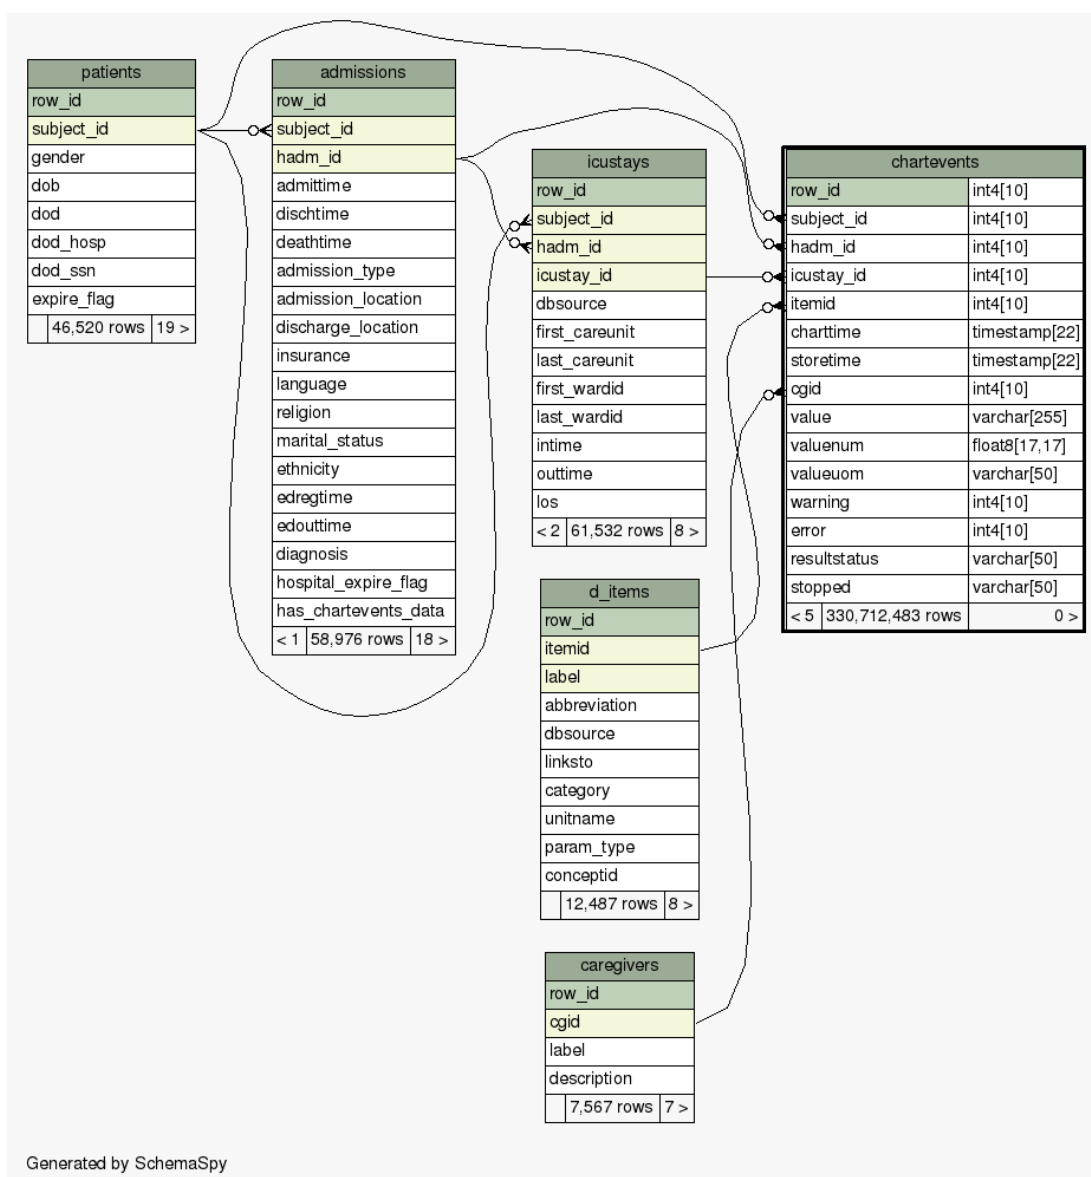 patients
row_id
subject_id
gender
dob
dod
dod_hosp
dod_ssn
expire_flag
46,520 rows 19 >
admissions
row_id
subject_id
hadm_id
admittime
dischtime
deathtime
admission_type
admission_location
discharge_location
insurance
language
religion
marital_status
ethnicity
edregtime
edouttime
diagnosis
hospital_expire_flag
has_chartevents_data
< 1 58,976 rows 18 >
icustays
row_id
subject_id
hadm_id
icustay_id
dbsource
first_careunit
last_careunit
first_wardid
last_wardid
intime
outtime
los
< 2 61,532 rows 8 >
chartevents
row_id int4[10]
subject_id int4[10]
hadm_id int4[10]
icustay_id int4[10]
itemid int4[10]
charttime timestamp[22]
storetime timestamp[22]
cgid int4[10]
value varchar[255]
valuenum float8[17,17]
valueuom varchar[50]
warning int4[10]
error int4[10]
resultstatus varchar[50]
stopped varchar[50]
< 5 330,712,483 rows 0 >
d_items
row_id
itemid
label
abbreviation
dbsource
linksto
category
unitname
param_type
conceptid
12,487 rows 8 >
caregivers
row_id
cgid
label
description
7,567 rows 7 >
Generated by SchemaSpy